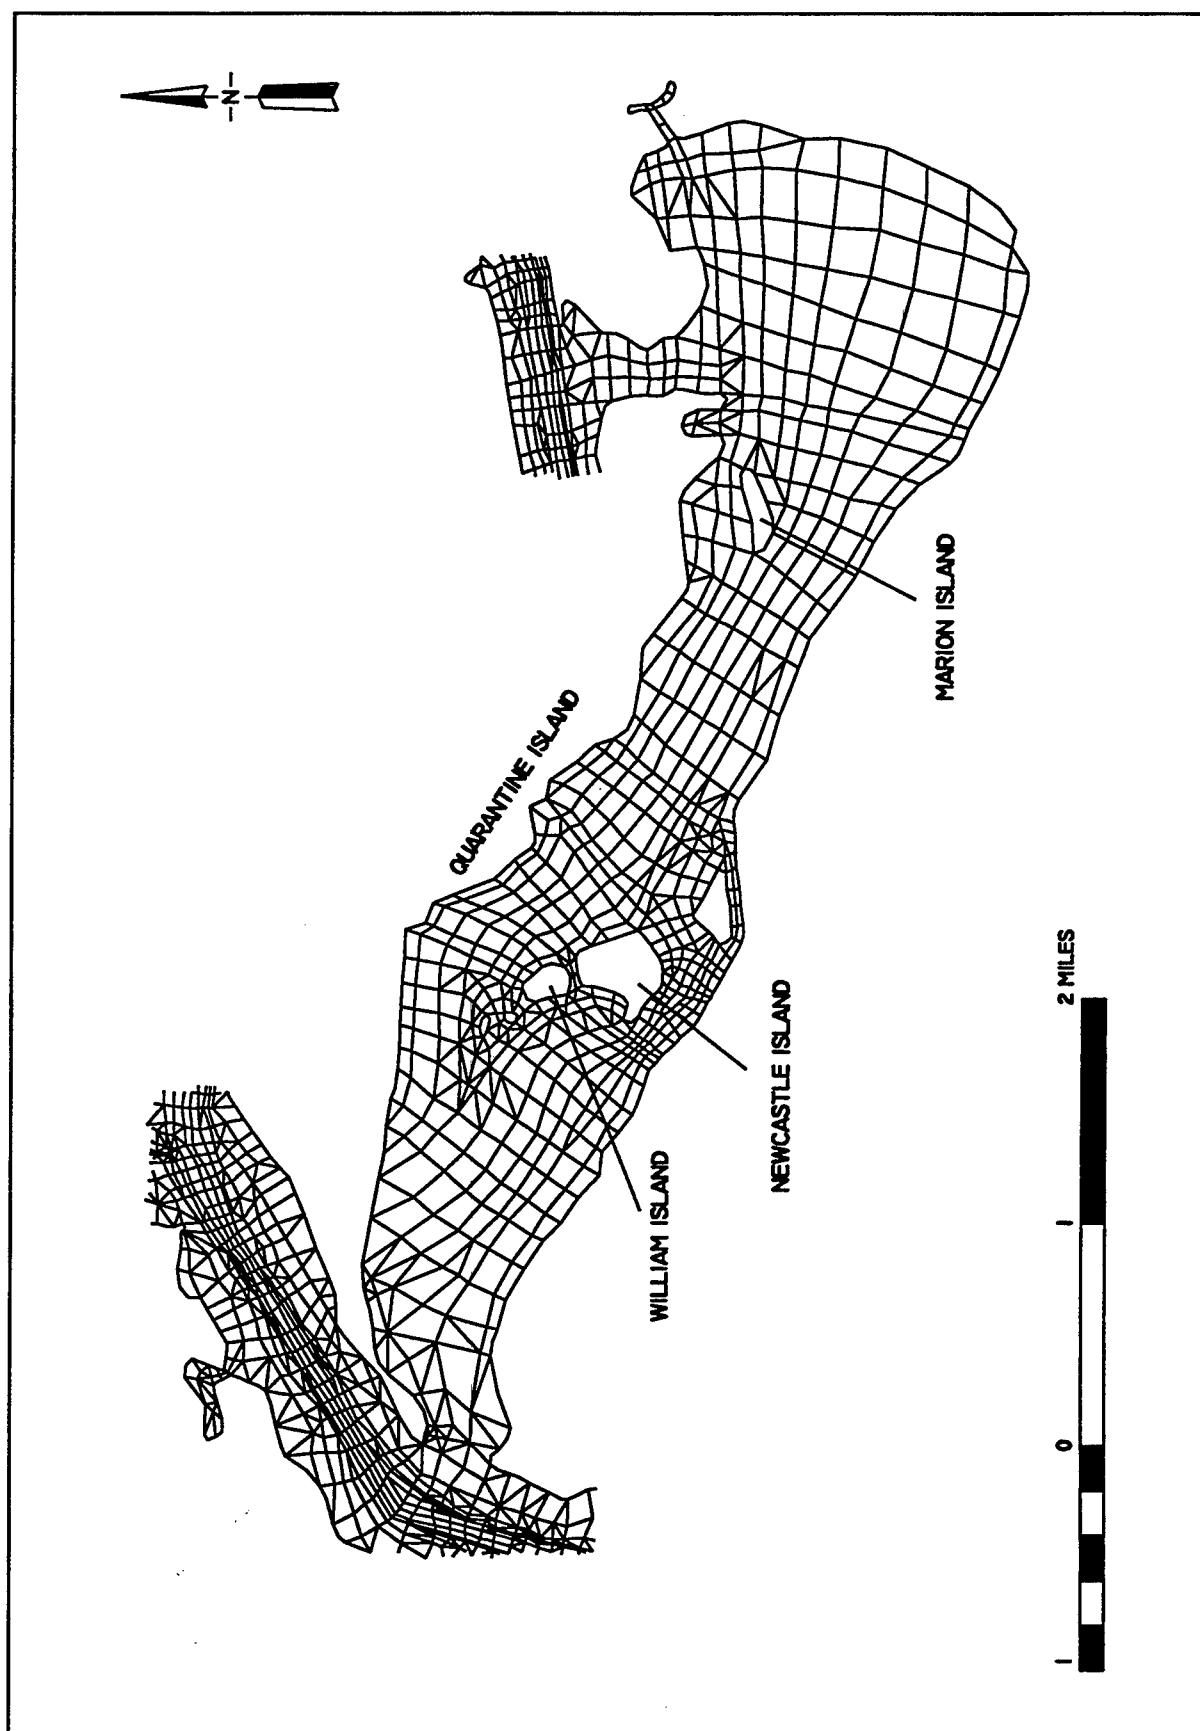 -N-
QUARANTINE ISLAND
MARION ISLAND
NEWCASTLE ISLAND
WILLIAM ISLAND
1 0 1 2 MILES